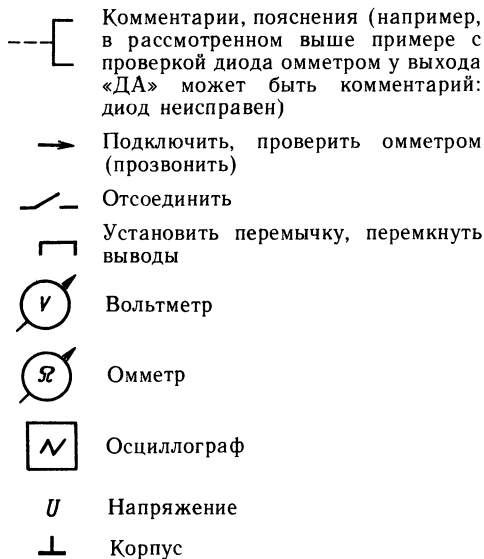 Комментарии, пояснения (например,
в рассмотренном выше примере с
проверкой диода омметром у выхода
«ДА» может быть комментарий:
диод неисправен)
Подключить, проверить омметром
(прозвонить)
Отсоединить
Установить перемычку, перемкнуть
выводы
V Вольтметр
Ω Омметр
Осциллограф
U Напряжение
Корпус